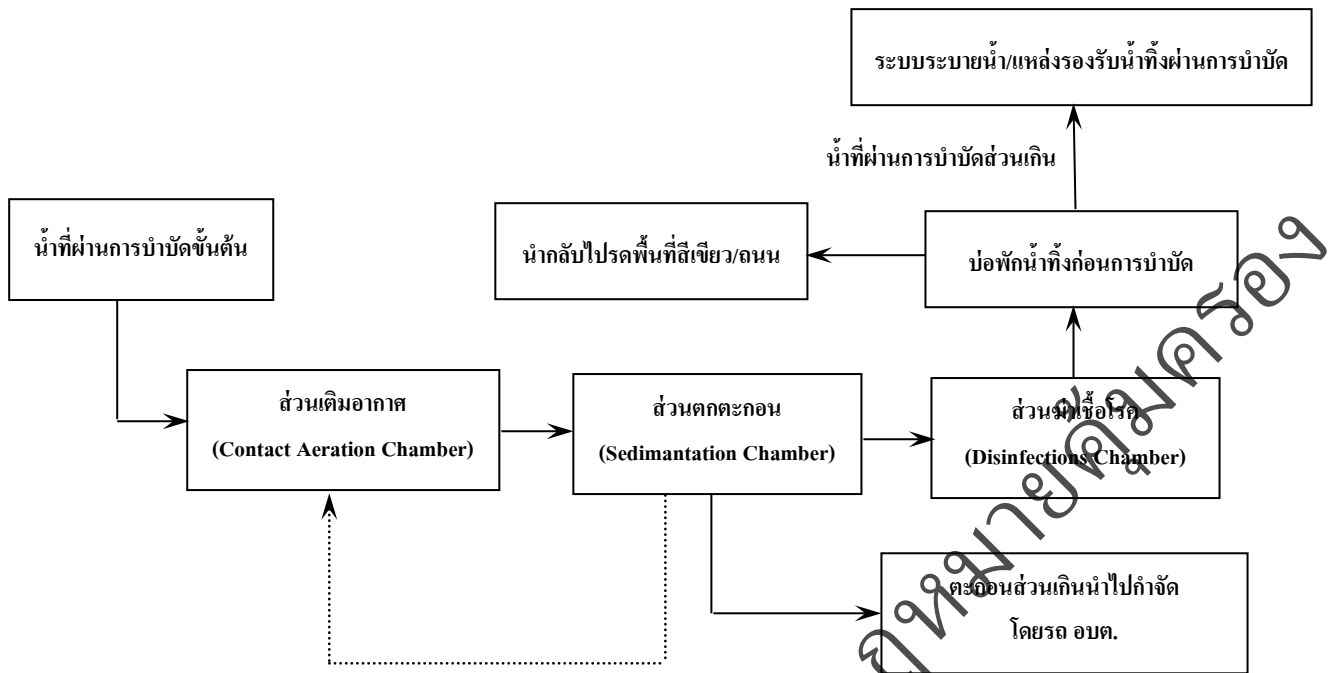 ระบบระบายน้ำ/แหล่งรองรับน้ำทิ้งผ่านการบำบัด
น้ำที่ผ่านการบำบัดส่วนเกิน
น้ำที่ผ่านการบำบัดขั้นต้น
นำกลับไปรดพื้นที่สีเขียว/ถนน
บ่อพักน้ำทิ้งก่อนการบำบัด
ส่วนเติมอากาศ
(Contact Aeration Chamber)
ส่วนตกตะกอน
(Sedimantation Chamber)
ส่วนฆ่าเชื้อโรค
(Disinfections Chamber)
ตะกอนส่วนเกินนำไปกำจัด
โดยรถ อบต.